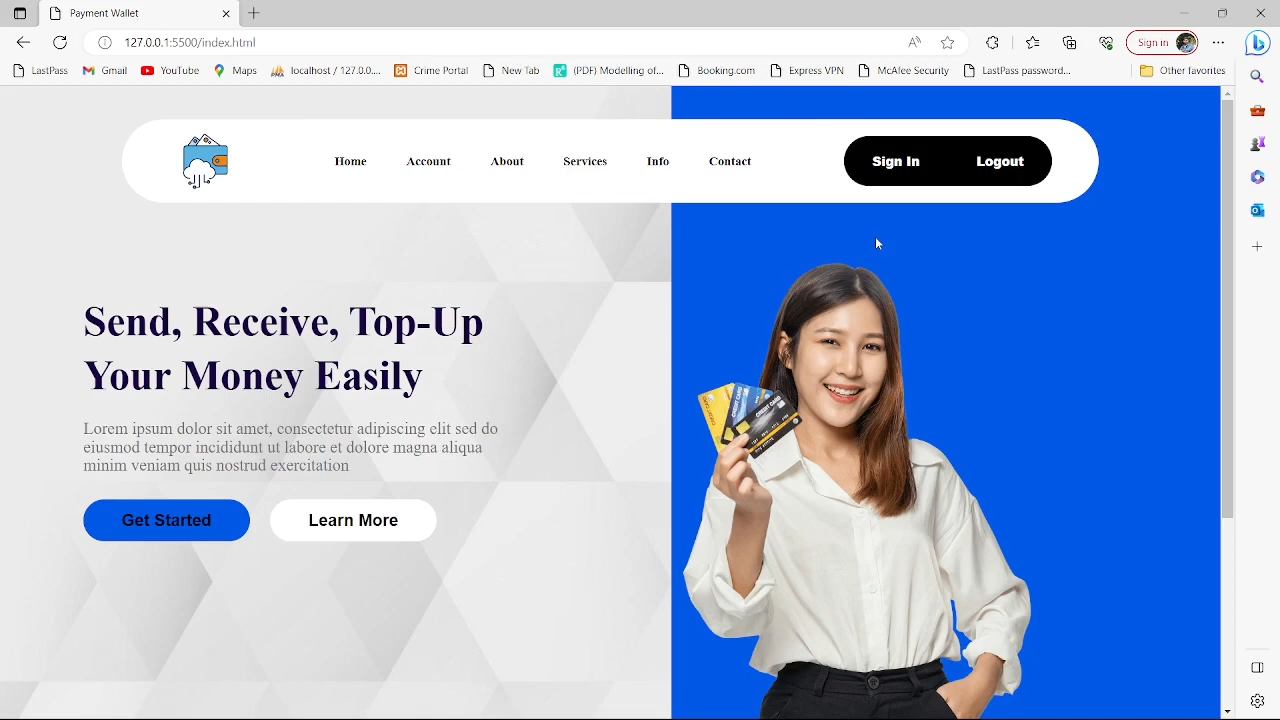 Payment Wallet
127.0.0.1:5500/index.html
Sign in
LastPass
Gmail
YouTube
Maps
localhost / 127.0.0....
Crime Portal
New Tab
(PDF) Modelling of...
Booking.com
Express VPN
McAfee Security
LastPass password...
Other favorites
Home
Account
About
Services
Info
Contact
Sign In
Logout
Send, Receive, Top-Up
Your Money Easily
Lorem ipsum dolor sit amet, consectetur adipiscing elit sed do
eiusmod tempor incididunt ut labore et dolore magna aliqua
minim veniam quis nostrud exercitation
CREDIT CARD
CREDIT CARD
Get Started
Learn More